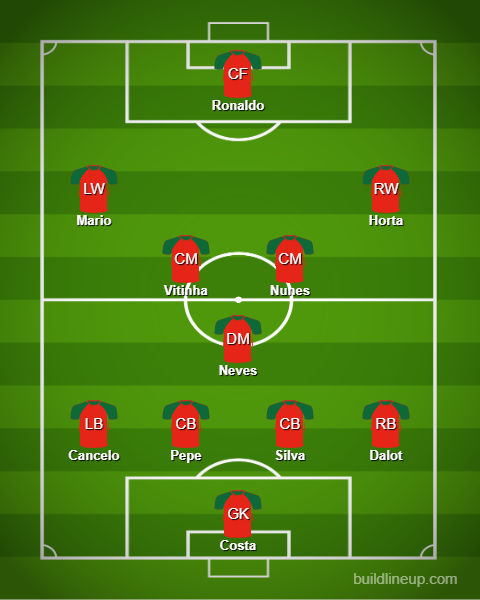 CF
Ronaldo
LW
Mario
RW
Horta
CM
Vitinha
CM
Nunes
DM
Neves
LB
Cancelo
CB
Pepe
CB
Silva
RB
Dalot
GK
Costa
buildlineup.com